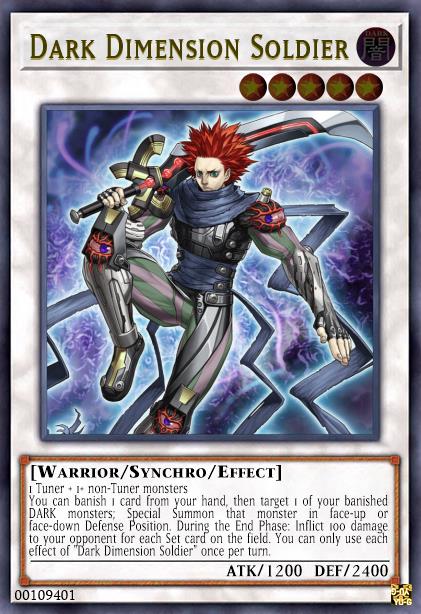 DARK DIMENSION SOLDIER
DARK
闇
[WARRIOR/SYNCHRO/EFFECT]
1 Tuner + 1+ non-Tuner monsters
You can banish 1 card from your hand, then target 1 of your banished
DARK monsters; Special Summon that monster in face-up or
face-down Defense Position. During the End Phase: Inflict 100 damage
to your opponent for each Set card on the field. You can only use each
effect of "Dark Dimension Soldier" once per turn.
ATK/1200 DEF/2400
00109401